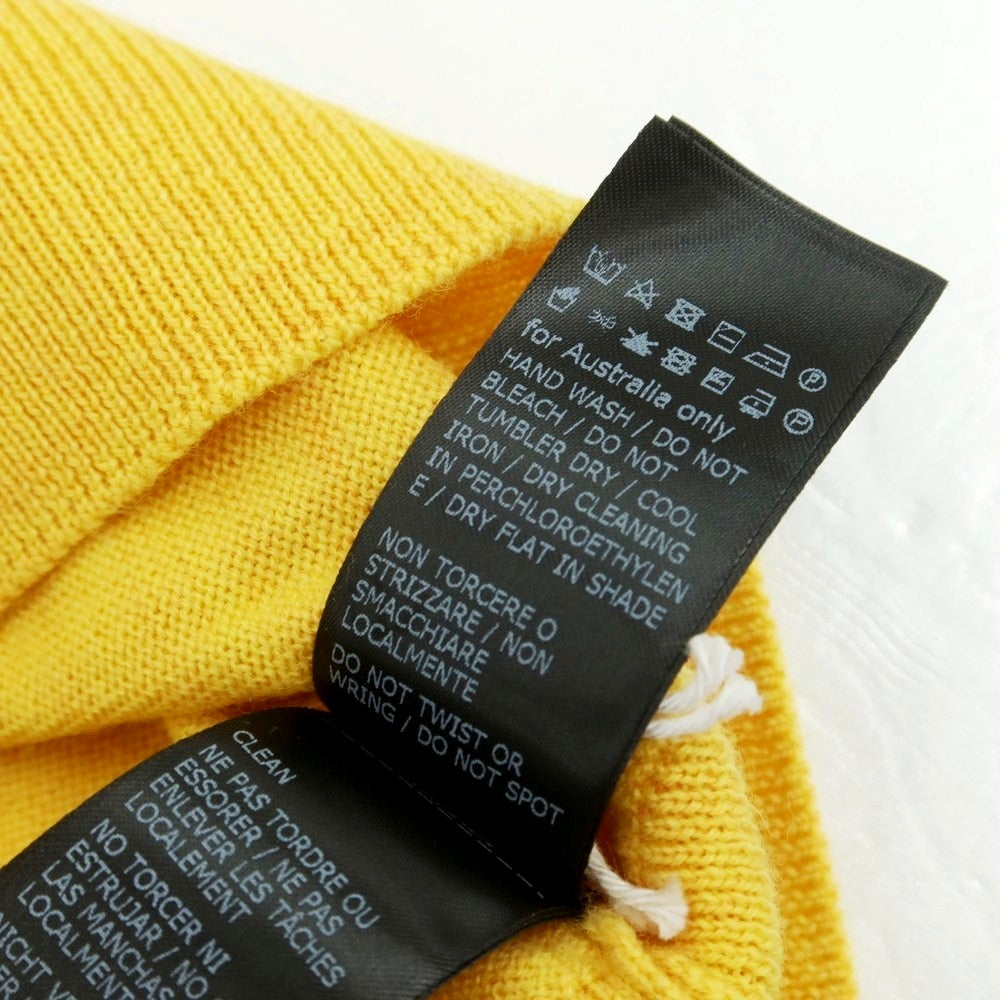 for Australia only
HAND WASH / DO NOT
BLEACH / DO NOT
TUMBLER DRY / COOL
IRON / DRY CLEANING
IN PERCHLOROETHYLEN
E / DRY FLAT IN SHADE
NON TORCERE O
STRIZZARE / NON
SMACCHIARE
LOCALMENTE
DO NOT TWIST OR
WRING / DO NOT SPOT
CLEAN
NE PAS TORDRE OU
ESSORER / NE PAS
ENLEVER LES TÂCHES
LOCALEMENT
NO TORCER NI
ESTRUJAR / NO
LAS MANCHAS